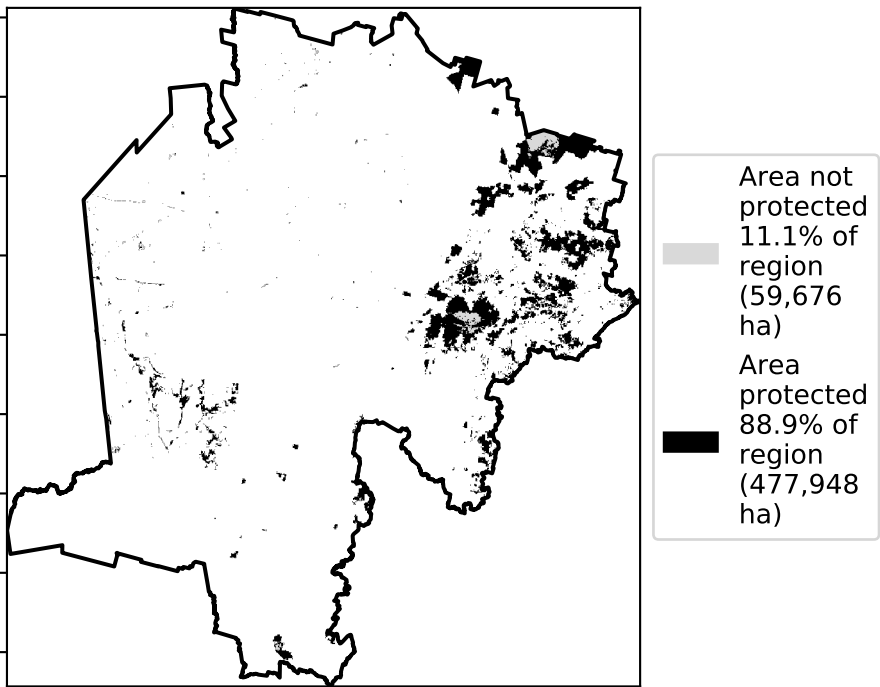 Area not
protected
11.1% of
region
(59,676
ha)
Area
protected
88.9% of
region
(477,948
ha)